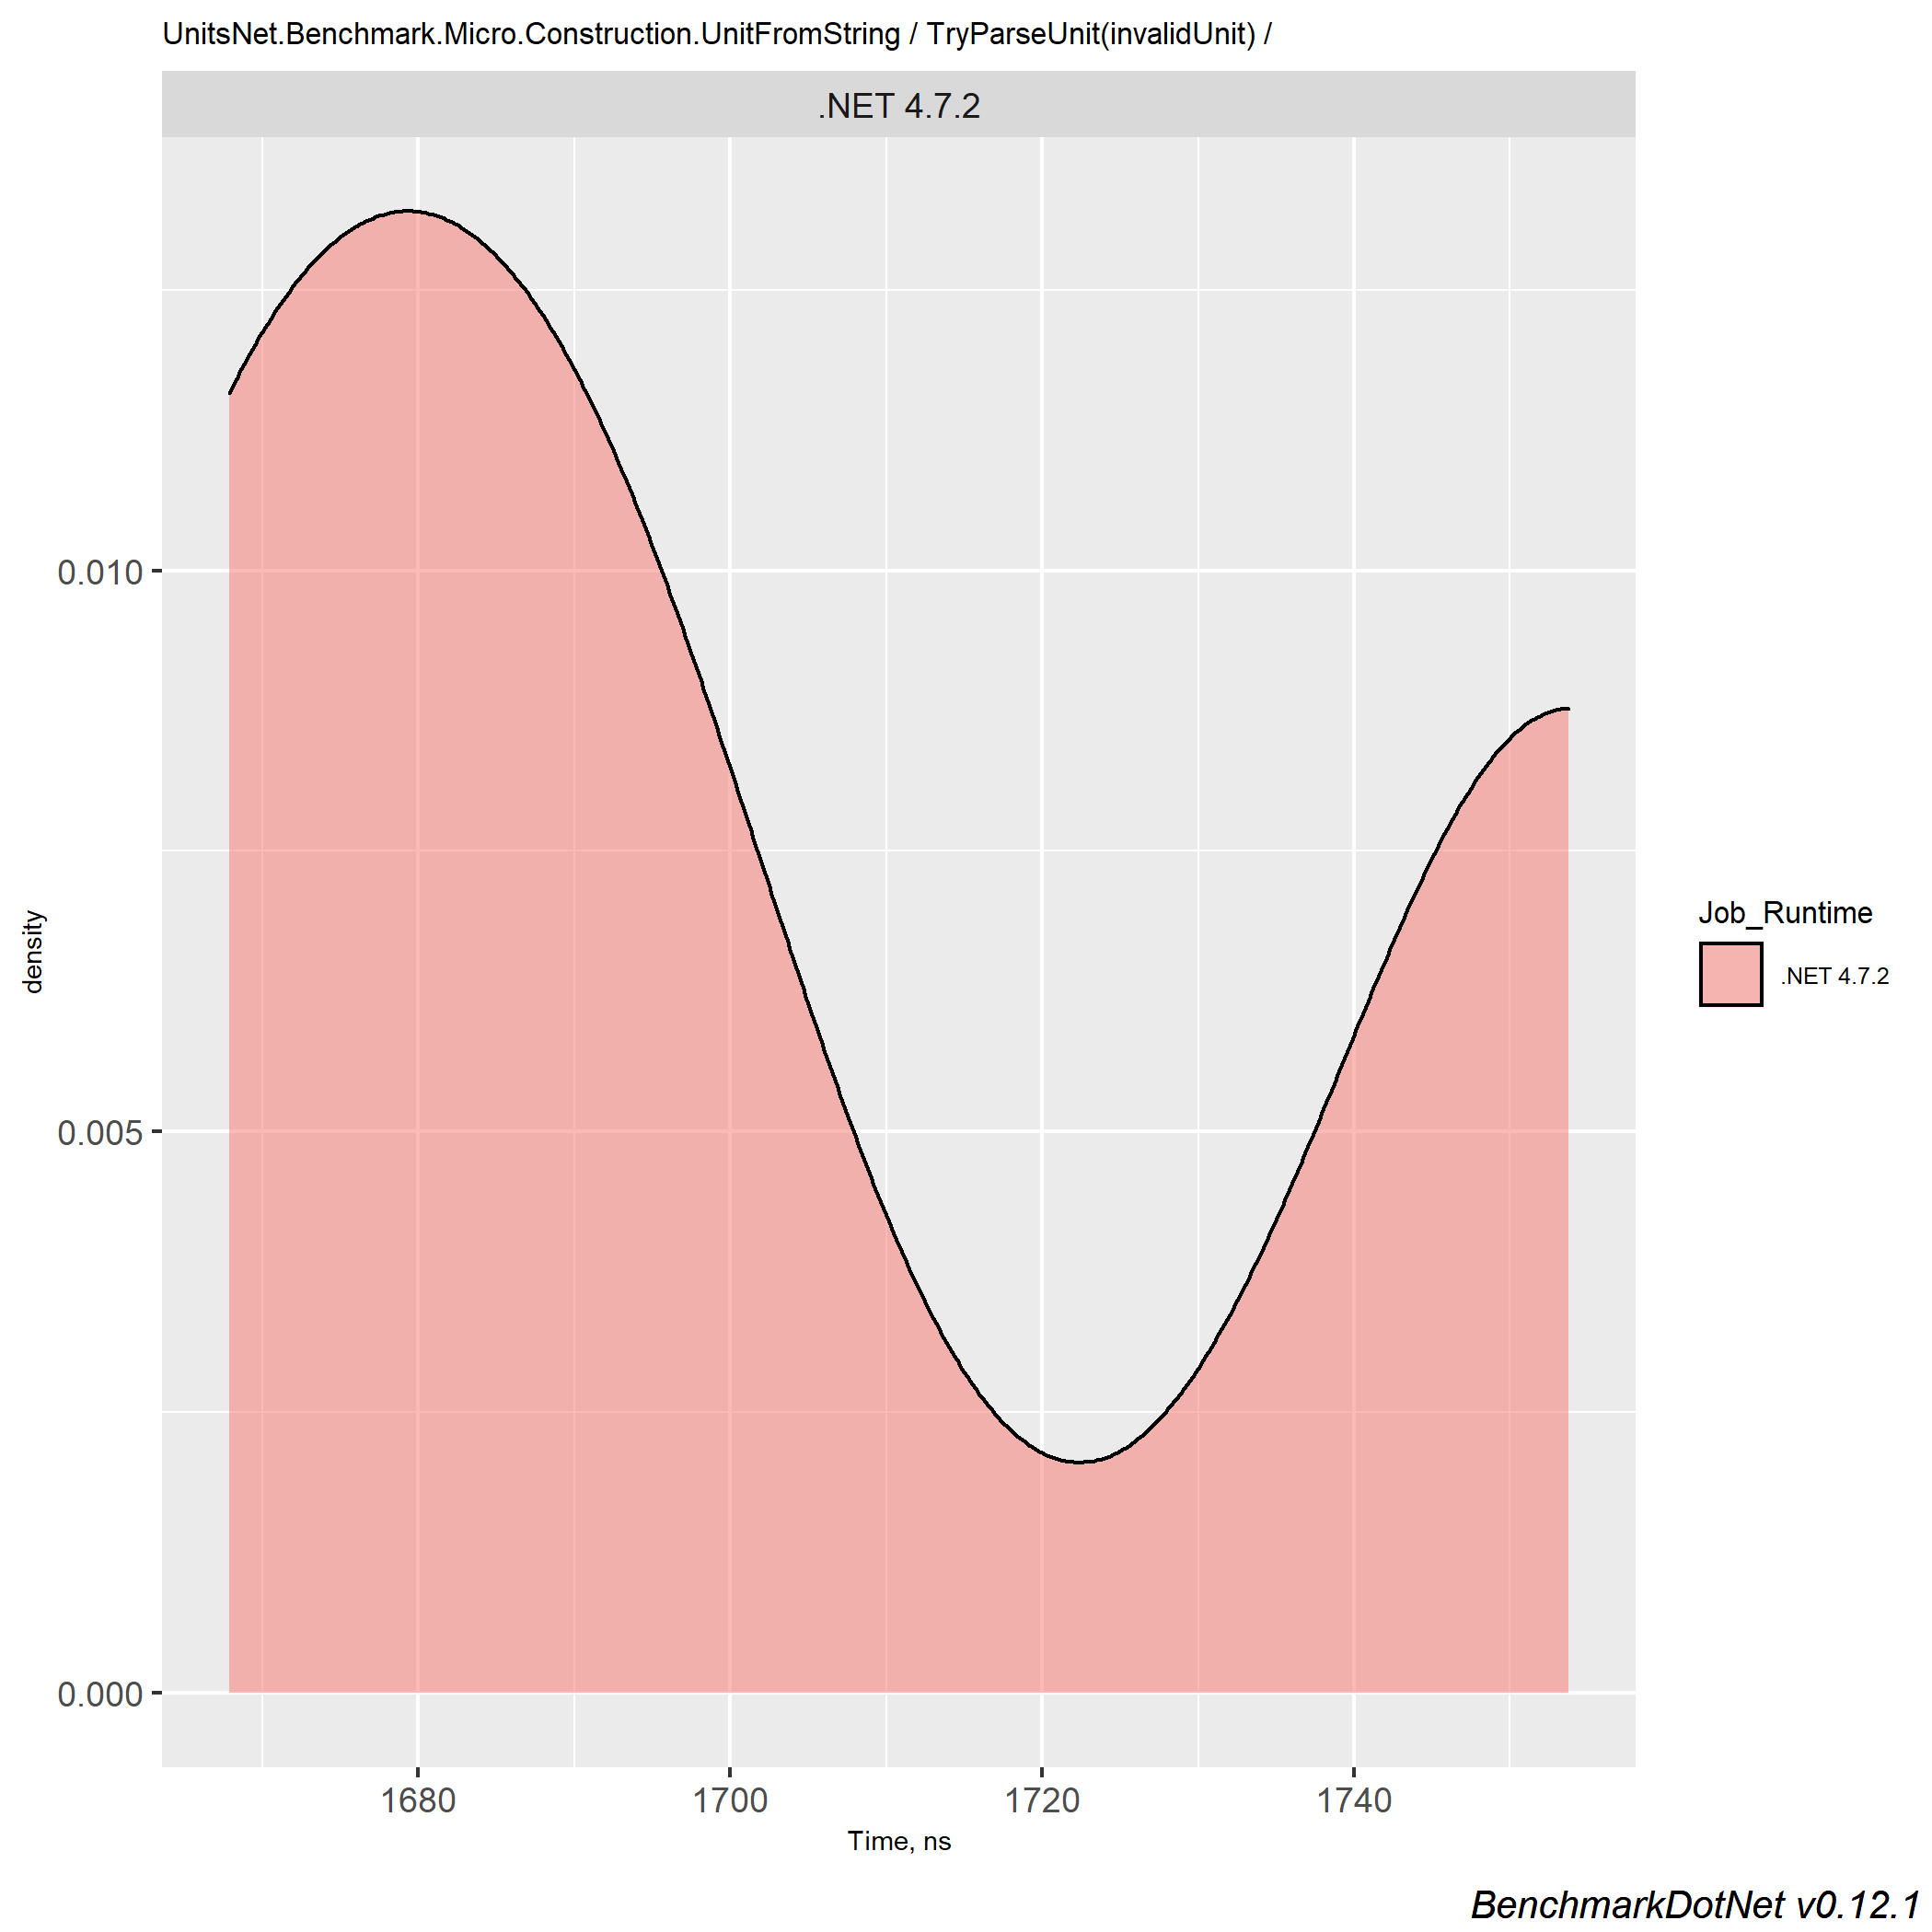 UnitsNet.Benchmark.Micro.Construction.UnitFromString / TryParseUnit(invalidUnit) /
.NET 4.7.2
0.010
0.005
0.000
density
1680 1700 1720 1740
Time, ns
Job_Runtime
.NET 4.7.2
BenchmarkDotNet v0.12.1